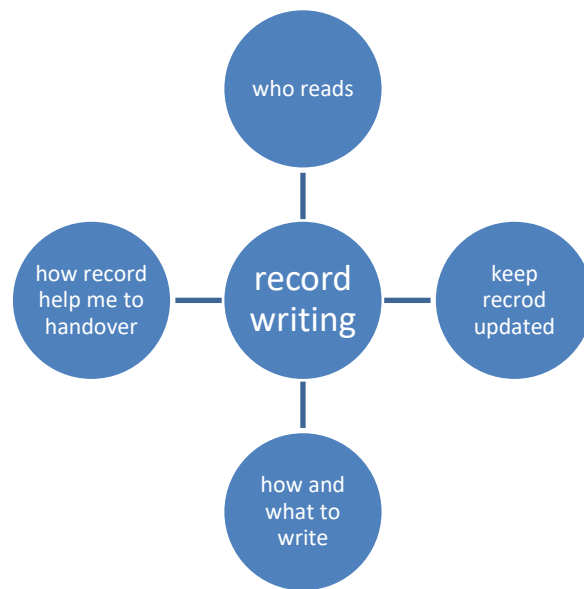 who reads
how record
help me to
handover
record
writing
keep
recrod
updated
how and
what to
write